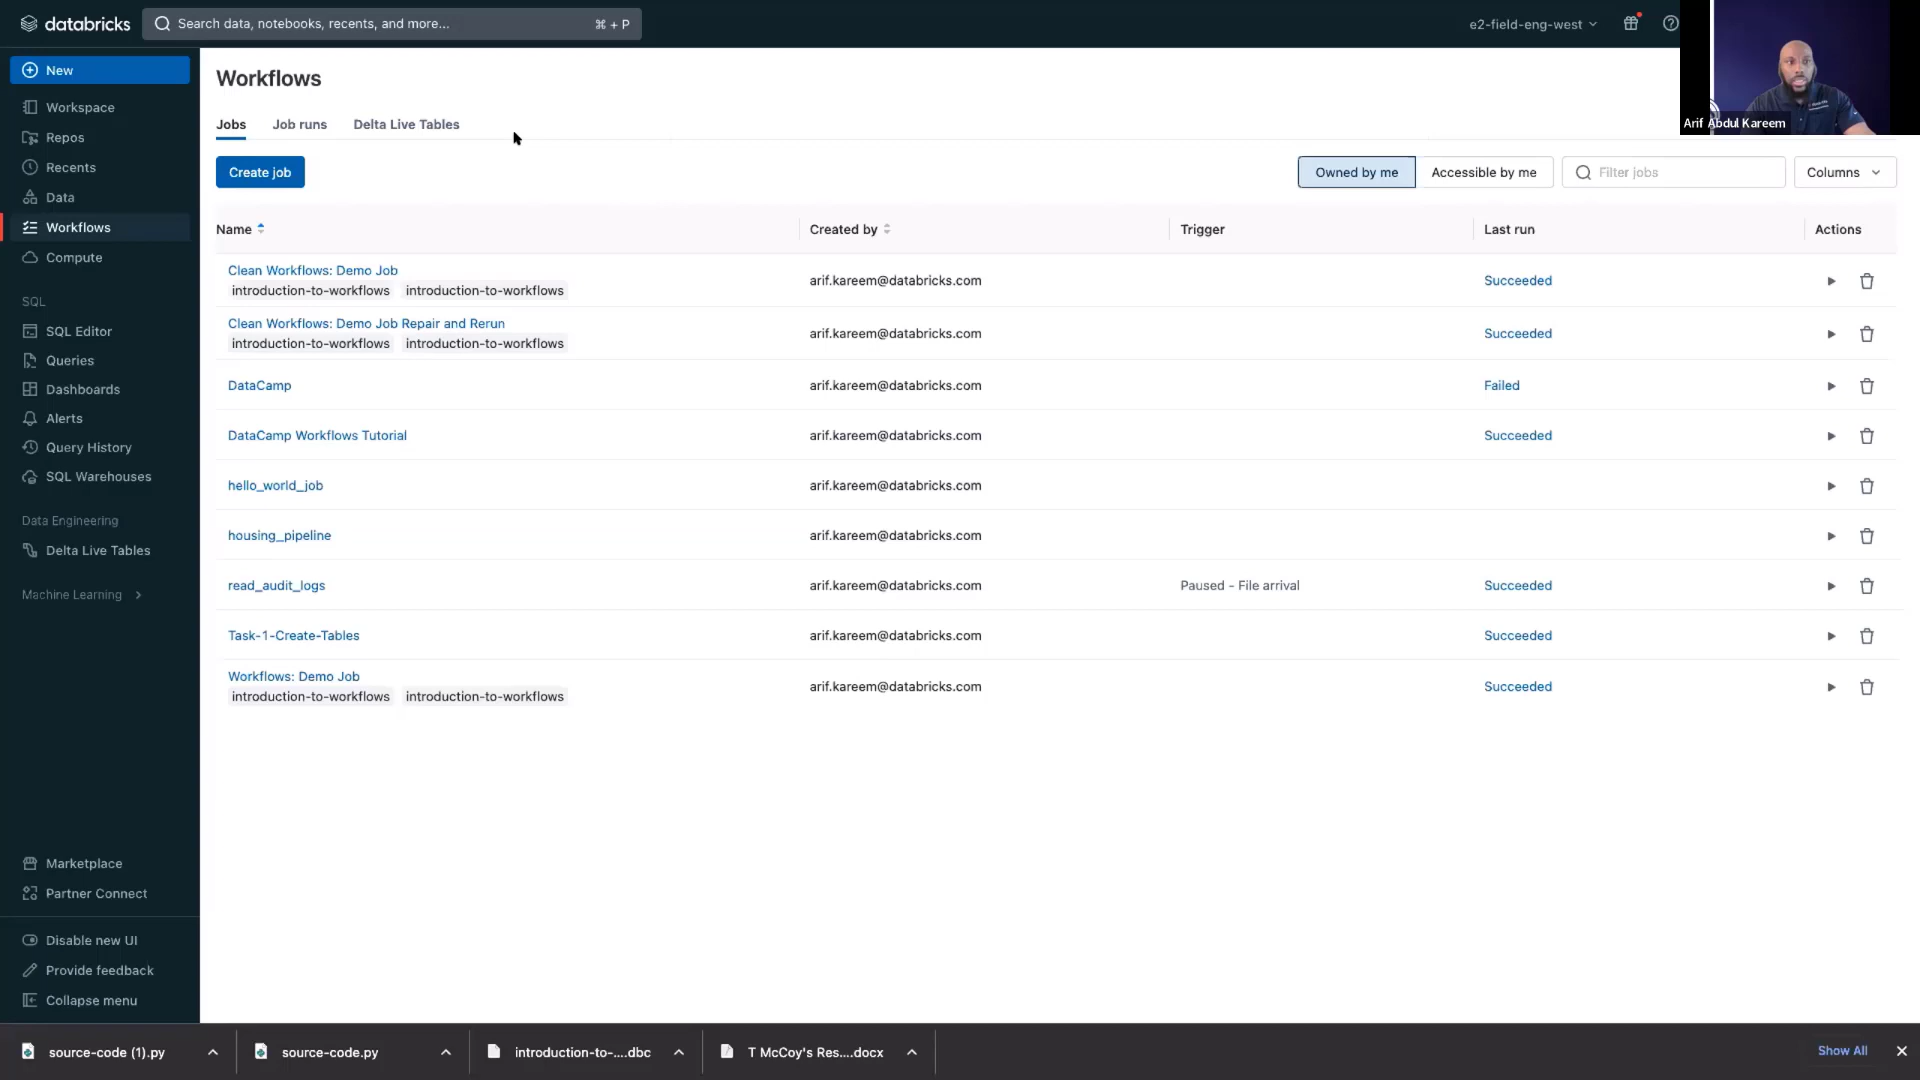 databricks
Search data, notebooks, recents, and more...
⌘ + P
e2-field-eng-west
New
Workspace
Repos
Recents
Data
Workflows
Compute
SQL
SQL Editor
Queries
Dashboards
Alerts
Query History
SQL Warehouses
Data Engineering
Delta Live Tables
Machine Learning
Marketplace
Partner Connect
Disable new UI
Provide feedback
Collapse menu
Workflows
Jobs
Job runs
Delta Live Tables
Create job
Owned by me
Accessible by me
Filter jobs
Columns
Name
Created by
Trigger
Last run
Actions
Clean Workflows: Demo Job
introduction-to-workflows introduction-to-workflows
arif.kareem@databricks.com
Succeeded
Clean Workflows: Demo Job Repair and Rerun
introduction-to-workflows introduction-to-workflows
arif.kareem@databricks.com
Succeeded
DataCamp
arif.kareem@databricks.com
Failed
DataCamp Workflows Tutorial
arif.kareem@databricks.com
Succeeded
hello_world_job
arif.kareem@databricks.com
housing_pipeline
arif.kareem@databricks.com
read_audit_logs
arif.kareem@databricks.com
Paused - File arrival
Succeeded
Task-1-Create-Tables
arif.kareem@databricks.com
Succeeded
Workflows: Demo Job
introduction-to-workflows introduction-to-workflows
arif.kareem@databricks.com
Succeeded
Arif Abdul Kareem
source-code (1).py
source-code.py
introduction-to-....dbc
T McCoy's Res....docx
Show All